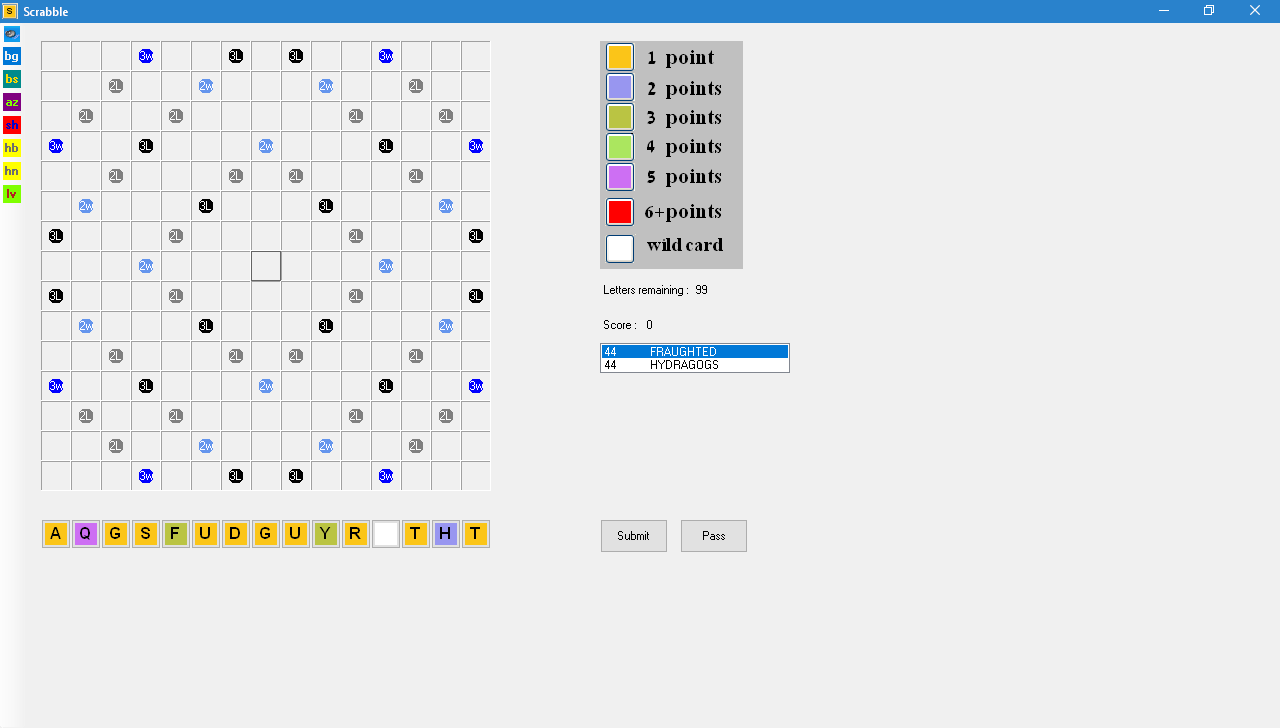 S Scrabble
bg
bs
az
sh
hb
hn
lv
3W 3L 3L 3W
2L 2W 2W 2L
2L 2L 2L 2L
3W 3L 2W 3L 3W
2L 3L 3L 2L
2W 3L 3L 2W
3L 2L 2L 3L
2W 2W
3L 2L 2L 3L
2W 3L 3L 2W
2L 2L 2L 2L
3W 3L 2W 3L 3W
2L 2L 2L 2L
2L 2W 2W 2L
3W 3L 3L 3W
A Q G S F U D G U Y R T H T
1 point
2 points
3 points
4 points
5 points
6+points
wild card
Letters remaining : 99
Score : 0
44 FRAUGHTED
44 HYDRAGOGS
Submit Pass